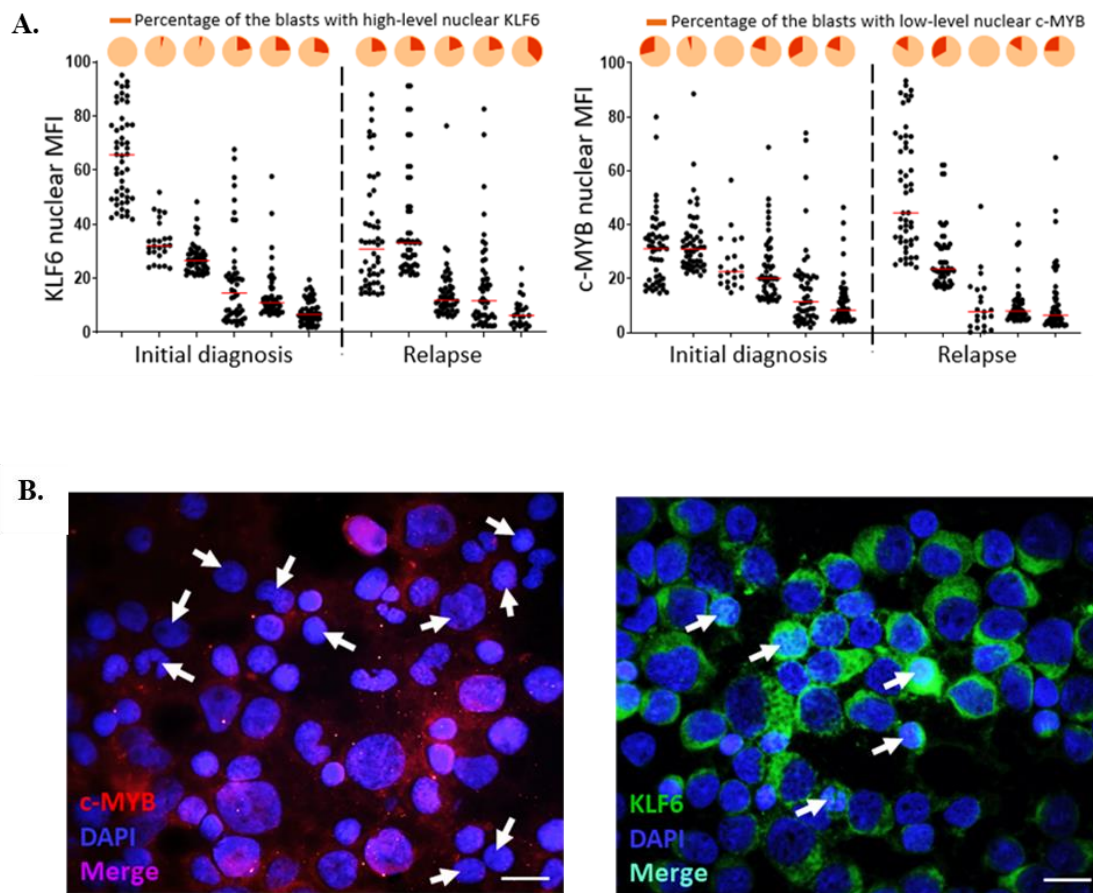 A.
Percentage of the blasts with high-level nuclear KLF6
Percentage of the blasts with low-level nuclear c-MYB
KLF6 nuclear MFI
100
80
60
40
20
0
Initial diagnosis
Relapse
c-MYB nuclear MFI
100
80
60
40
20
0
Initial diagnosis
Relapse
B.
c-MYB
DAPI
Merge
KLF6
DAPI
Merge